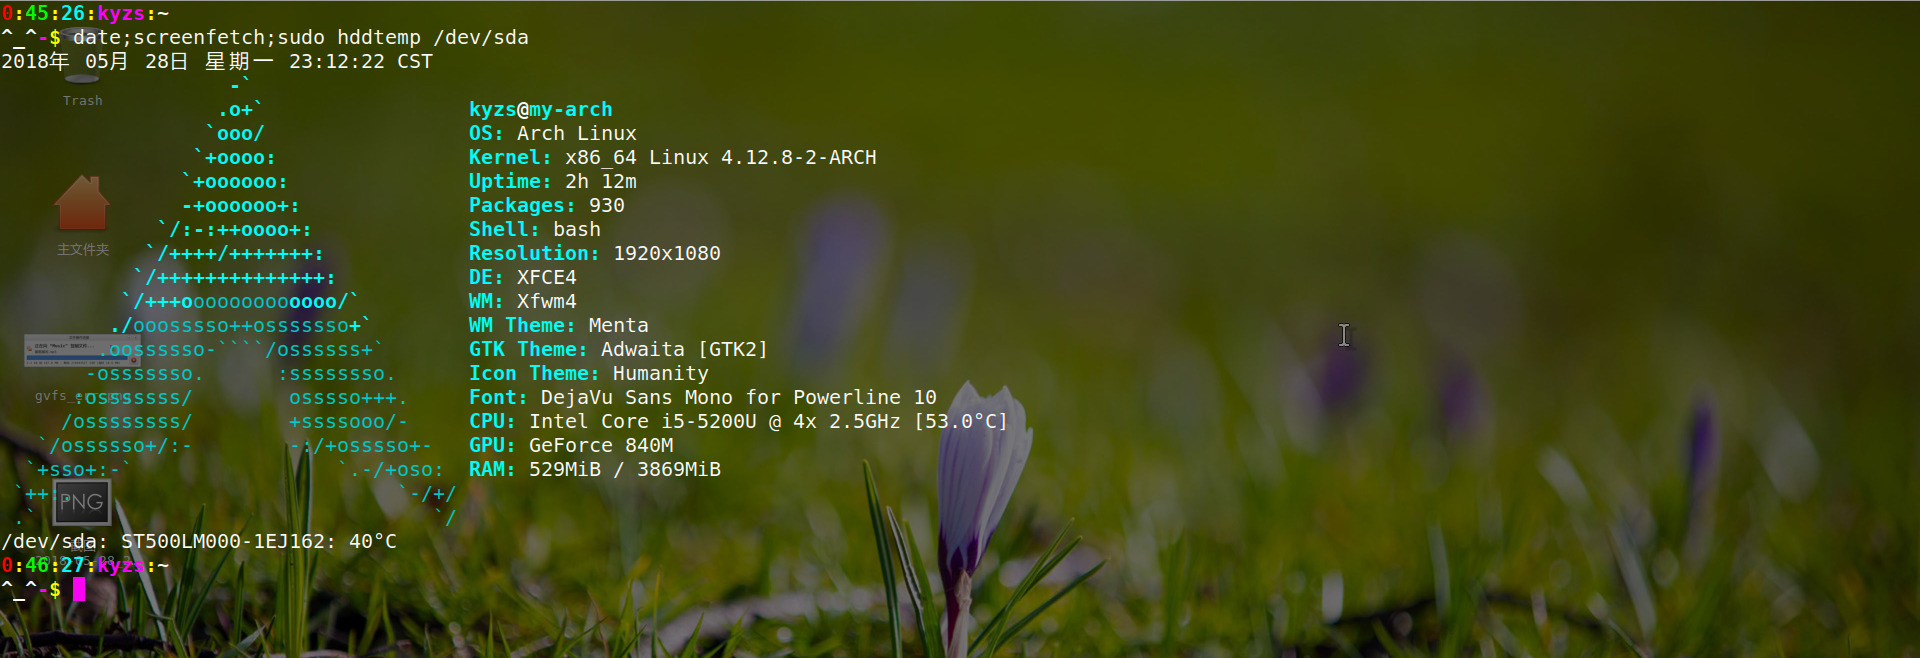 0:45:26:kyzs:~
^_^-$ date;screenfetch;sudo hddtemp /dev/sda
2018年 05月 28日 星期一 23:12:22 CST
Trash
-`
.o+` kyzs@my-arch
`ooo/ OS: Arch Linux
`+oooo: Kernel: x86_64 Linux 4.12.8-2-ARCH
`+oooooo: Uptime: 2h 12m
-+oooooo+: Packages: 930
`/:-:++oooo+: Shell: bash
主文件夹
`/++++/+++++++: Resolution: 1920x1080
`/++++++++++++++: DE: XFCE4
`/+++ooooooooooooo/` WM: Xfwm4
./ooosssso++osssssso+` WM Theme: Menta
.oossssso-````/ossssss+` GTK Theme: Adwaita [GTK2]
-osssssso. :ssssssso. Icon Theme: Humanity
:osssssss/ osssso+++. Font: DejaVu Sans Mono for Powerline 10
/ossssssss/ +ssssooo/- CPU: Intel Core i5-5200U @ 4x 2.5GHz [53.0°C]
`/ossssso+/:- -:/+osssso+- GPU: GeForce 840M
`+sso+:-` `.-/+oso: RAM: 529MiB / 3869MiB
`++:. `-/+/
.` `/
PNG
/dev/sda: ST500LM000-1EJ162: 40°C
0:46:27:kyzs:~
^_^-$